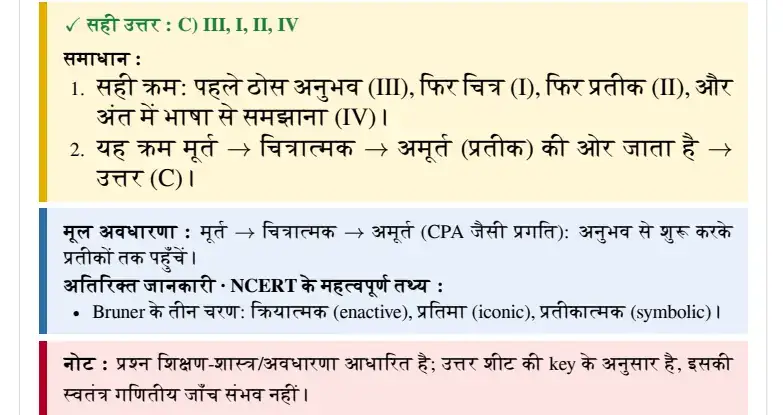 ✓ सही उत्तर : C) III, I, II, IV
समाधान :
1. सही क्रम: पहले ठोस अनुभव (III), फिर चित्र (I), फिर प्रतीक (II), और
अंत में भाषा से समझाना (IV)।
2. यह क्रम मूर्त → चित्रात्मक → अमूर्त (प्रतीक) की ओर जाता है →
उत्तर (C)।
मूल अवधारणा : मूर्त → चित्रात्मक → अमूर्त (CPA जैसी प्रगति): अनुभव से शुरू करके
प्रतीकों तक पहुँचें।
अतिरिक्त जानकारी · NCERT के महत्वपूर्ण तथ्य :
• Bruner के तीन चरण: क्रियात्मक (enactive), प्रतिमा (iconic), प्रतीकात्मक (symbolic)।
नोट : प्रश्न शिक्षण-शास्त्र/अवधारणा आधारित है; उत्तर शीट की key के अनुसार है, इसकी
स्वतंत्र गणितीय जाँच संभव नहीं।